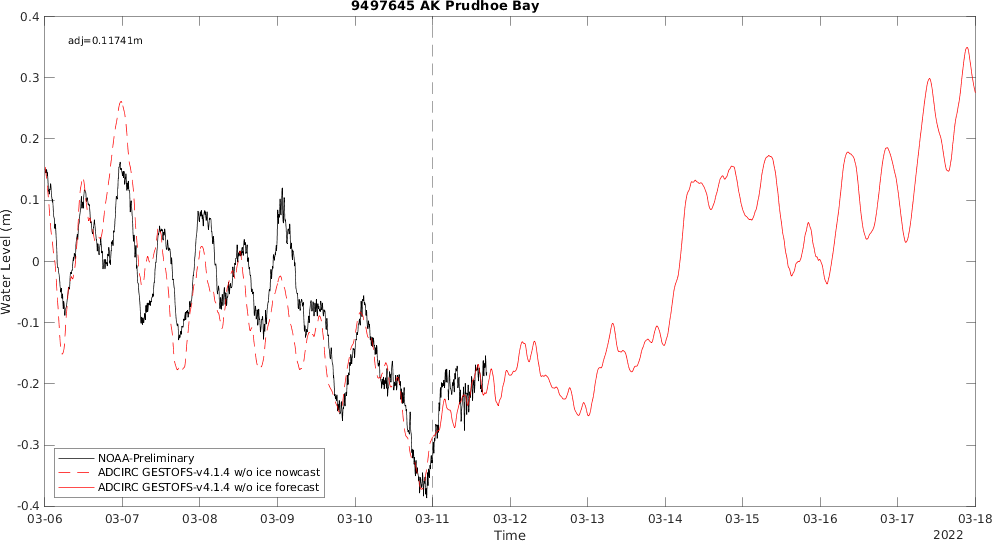 9497645 AK Prudhoe Bay
adj=0.11741m
0.4
0.3
0.2
0.1
0
-0.1
-0.2
-0.3
-0.4
Water Level (m)
NOAA-Preliminary
ADCIRC GESTOFS-v4.1.4 w/o ice nowcast
ADCIRC GESTOFS-v4.1.4 w/o ice forecast
03-06 03-07 03-08 03-09 03-10 03-11 03-12 03-13 03-14 03-15 03-16 03-17 03-18
Time
2022